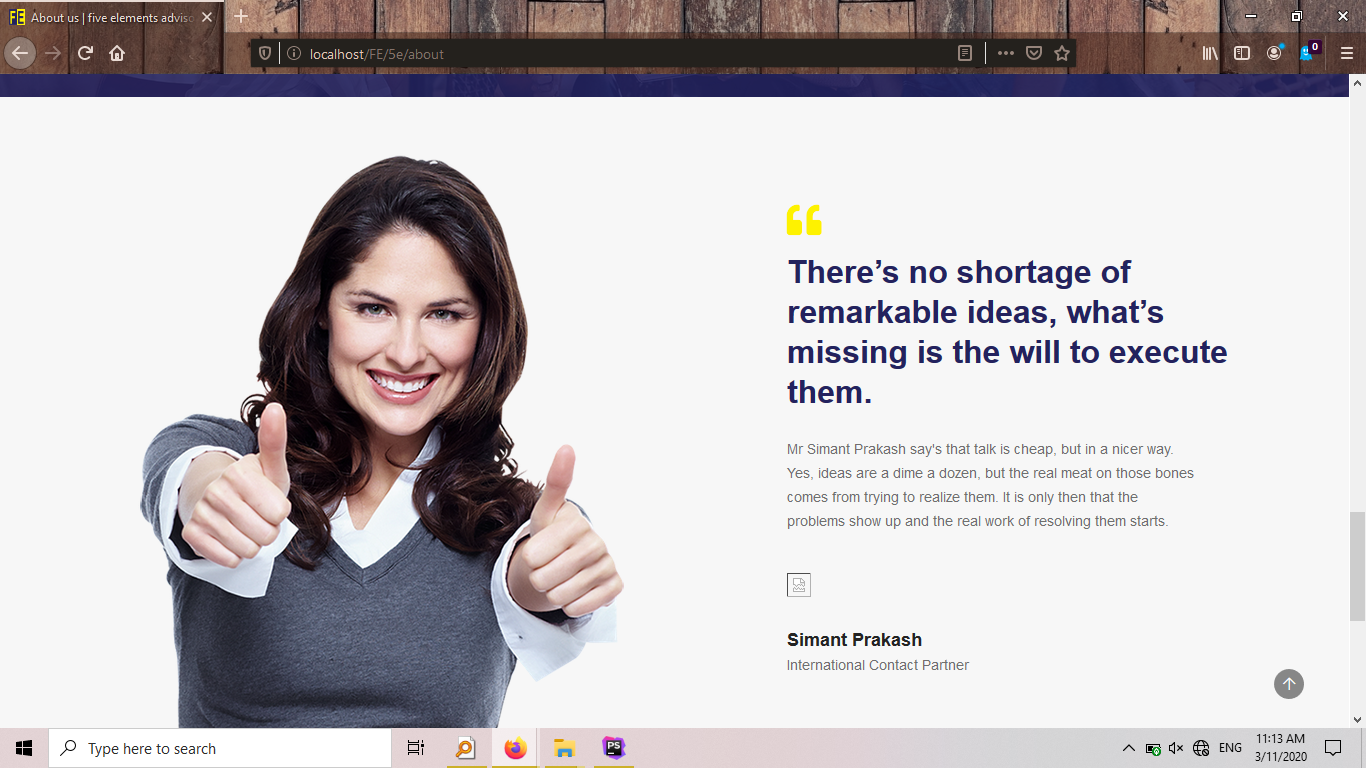 FE About us | five elements adviso
localhost/FE/5e/about
0
There’s no shortage of
remarkable ideas, what’s
missing is the will to execute
them.
Mr Simant Prakash say's that talk is cheap, but in a nicer way.
Yes, ideas are a dime a dozen, but the real meat on those bones
comes from trying to realize them. It is only then that the
problems show up and the real work of resolving them starts.
Simant Prakash
International Contact Partner
Type here to search
PS
ENG
11:13 AM
3/11/2020